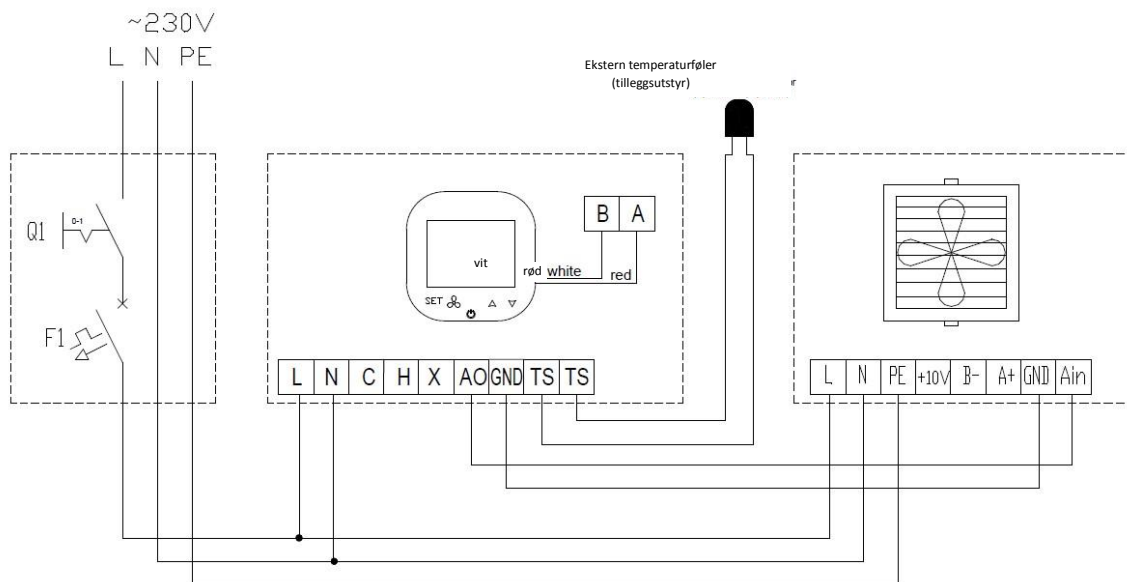 ~230V
L N PE
Ekstern temperaturføler
(tilleggsutstyr)
Q1
0-1
F1
B A
vit
rød white red
SET
L N C H X AO GND TS TS
L N PE +10V B- A+ GND Ain